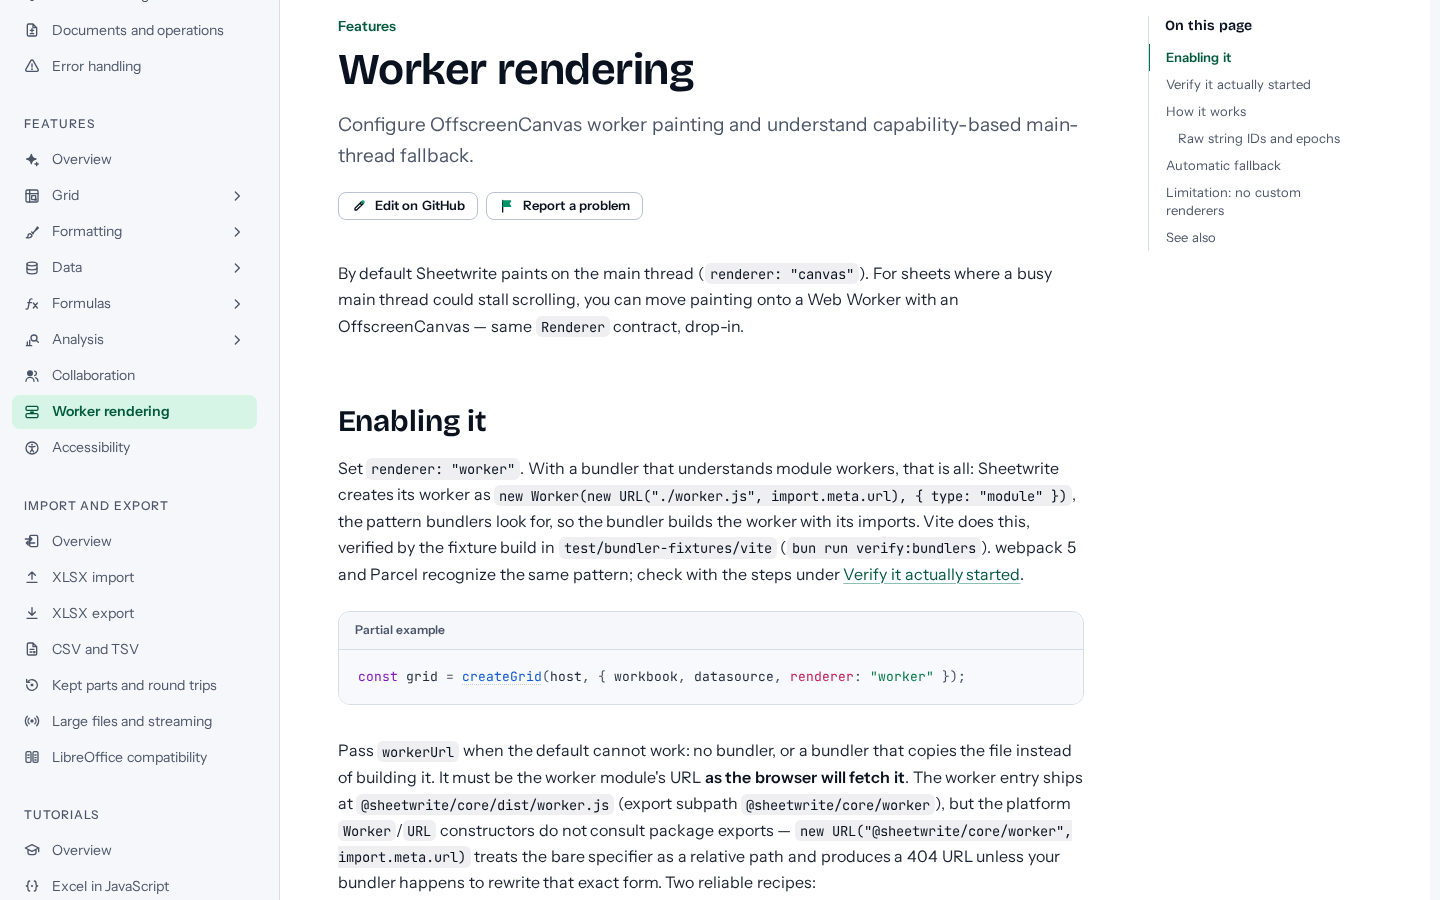 Documents and operations
Error handling
FEATURES
Overview
Grid
Formatting
Data
Formulas
Analysis
Collaboration
Worker rendering
Accessibility
IMPORT AND EXPORT
Overview
XLSX import
XLSX export
CSV and TSV
Kept parts and round trips
Large files and streaming
LibreOffice compatibility
TUTORIALS
Overview
Excel in JavaScript
Features
Worker rendering
Configure OffscreenCanvas worker painting and understand capability-based main-
thread fallback.
Edit on GitHub
Report a problem
By default Sheetwrite paints on the main thread (renderer: "canvas"). For sheets where a busy
main thread could stall scrolling, you can move painting onto a Web Worker with an
OffscreenCanvas — same Renderer contract, drop-in.
Enabling it
Set renderer: "worker". With a bundler that understands module workers, that is all: Sheetwrite
creates its worker as new Worker(new URL("./worker.js", import.meta.url), { type: "module" }),
the pattern bundlers look for, so the bundler builds the worker with its imports. Vite does this,
verified by the fixture build in test/bundler-fixtures/vite (bun run verify:bundlers). webpack 5
and Parcel recognize the same pattern; check with the steps under Verify it actually started.
Partial example
const grid = createGrid(host, { workbook, datasource, renderer: "worker" });
Pass workerUrl when the default cannot work: no bundler, or a bundler that copies the file instead
of building it. It must be the worker module's URL as the browser will fetch it. The worker entry ships
at @sheetwrite/core/dist/worker.js (export subpath @sheetwrite/core/worker), but the platform
Worker/URL constructors do not consult package exports — new URL("@sheetwrite/core/worker",
import.meta.url) treats the bare specifier as a relative path and produces a 404 URL unless your
bundler happens to rewrite that exact form. Two reliable recipes:
On this page
Enabling it
Verify it actually started
How it works
Raw string IDs and epochs
Automatic fallback
Limitation: no custom
renderers
See also